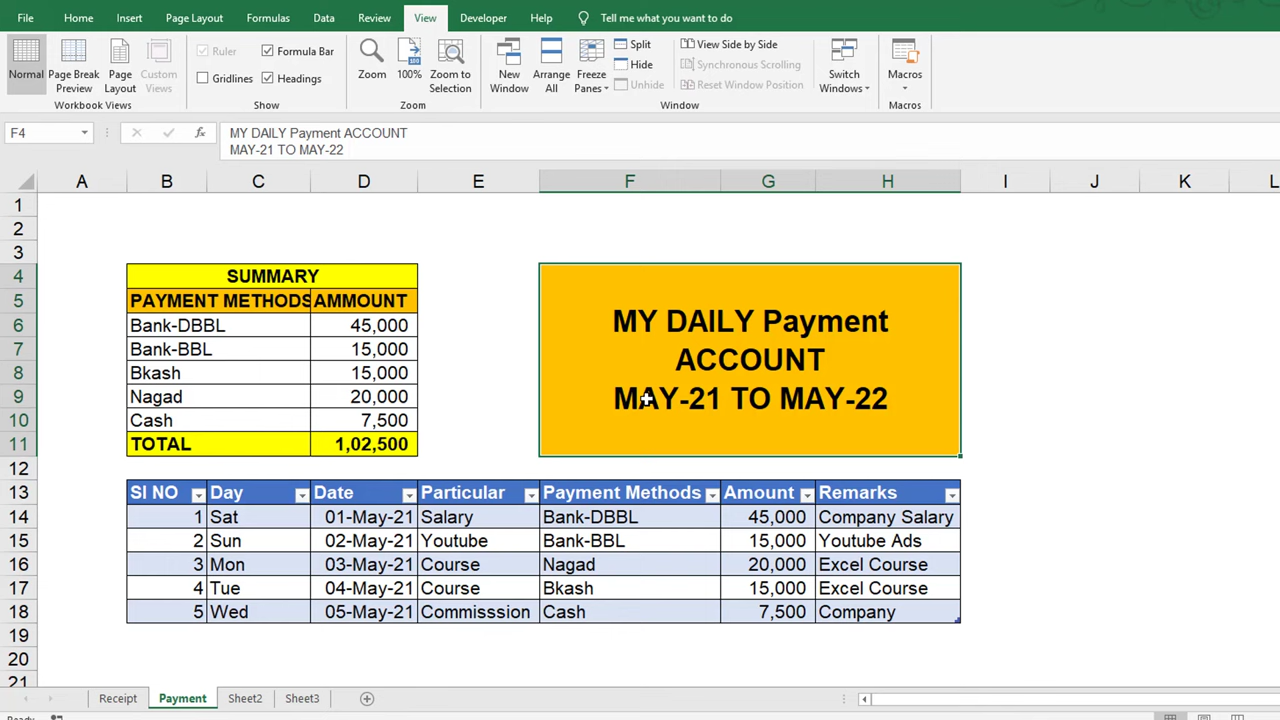 File Home Insert Page Layout Formulas Data Review View Developer Help Tell me what you want to do
Normal
Page Break Preview
Page Layout
Custom Views
Workbook Views
Ruler
Formula Bar
Gridlines
Headings
Show
Zoom
100%
Zoom to Selection
Zoom
New Window
Arrange All
Freeze Panes
Split
Hide
Unhide
View Side by Side
Synchronous Scrolling
Reset Window Position
Window
Switch Windows
Macros
Macros
F4
MY DAILY Payment ACCOUNT
MAY-21 TO MAY-22
A B C D E F G H I J K L
1
2
3
4 SUMMARY
5 PAYMENT METHODS AMMOUNT
6 Bank-DBBL 45,000
7 Bank-BBL 15,000
8 Bkash 15,000
9 Nagad 20,000
10 Cash 7,500
11 TOTAL 1,02,500
MY DAILY Payment
ACCOUNT
MAY-21 TO MAY-22
12
13 SI NO Day Date Particular Payment Methods Amount Remarks
14 1 Sat 01-May-21 Salary Bank-DBBL 45,000 Company Salary
15 2 Sun 02-May-21 Youtube Bank-BBL 15,000 Youtube Ads
16 3 Mon 03-May-21 Course Nagad 20,000 Excel Course
17 4 Tue 04-May-21 Course Bkash 15,000 Excel Course
18 5 Wed 05-May-21 Commisssion Cash 7,500 Company
19
20
21
Receipt Payment Sheet2 Sheet3
Ready